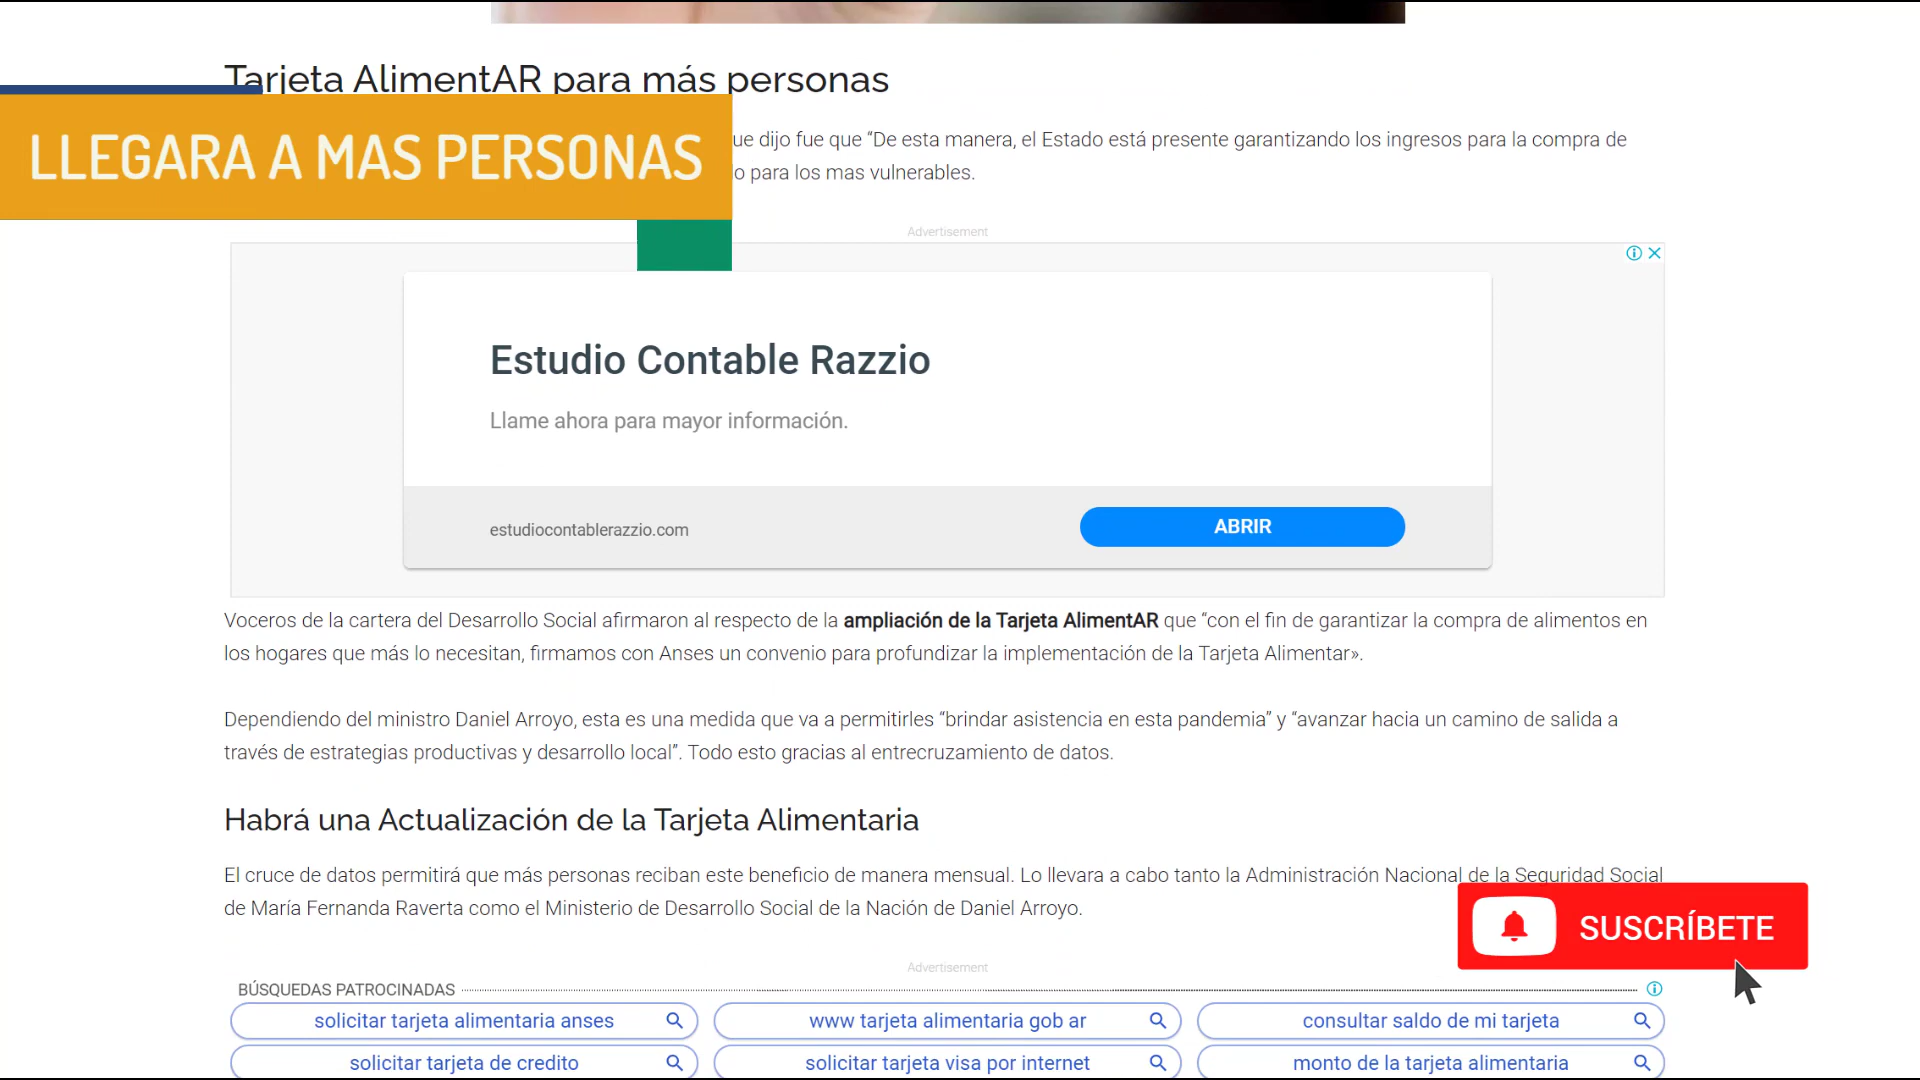 Tarjeta AlimentAR para más personas
LLEGARA A MAS PERSONAS
ue dijo fue que “De esta manera, el Estado está presente garantizando los ingresos para la compra de
o para los mas vulnerables.
Advertisement
Estudio Contable Razzio
Llame ahora para mayor información.
estudiocontablerazzio.com
ABRIR
Voceros de la cartera del Desarrollo Social afirmaron al respecto de la ampliación de la Tarjeta AlimentAR que “con el fin de garantizar la compra de alimentos en
los hogares que más lo necesitan, firmamos con Anses un convenio para profundizar la implementación de la Tarjeta Alimentar».
Dependiendo del ministro Daniel Arroyo, esta es una medida que va a permitirles “brindar asistencia en esta pandemia” y “avanzar hacia un camino de salida a
través de estrategias productivas y desarrollo local”. Todo esto gracias al entrecruzamiento de datos.
Habrá una Actualización de la Tarjeta Alimentaria
El cruce de datos permitirá que más personas reciban este beneficio de manera mensual. Lo llevara a cabo tanto la Administración Nacional de la Seguridad Social
de María Fernanda Raverta como el Ministerio de Desarrollo Social de la Nación de Daniel Arroyo.
SUSCRÍBETE
Advertisement
BÚSQUEDAS PATROCINADAS
solicitar tarjeta alimentaria anses
www tarjeta alimentaria gob ar
consultar saldo de mi tarjeta
solicitar tarjeta de credito
solicitar tarjeta visa por internet
monto de la tarjeta alimentaria